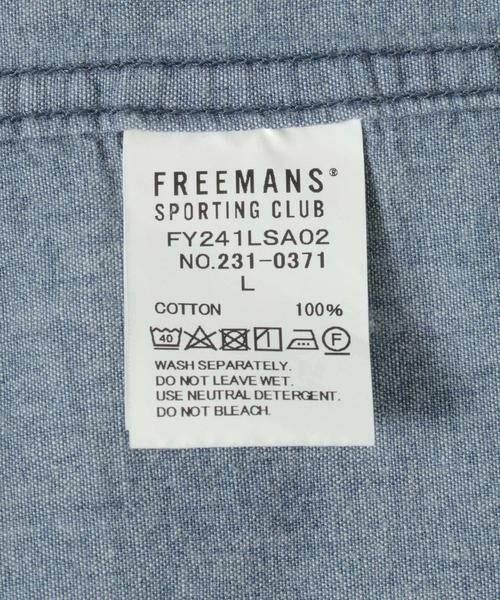 FREEMANS®
SPORTING CLUB
FY241LSA02
NO.231-0371
L
COTTON 100%
40 F
WASH SEPARATELY.
DO NOT LEAVE WET.
USE NEUTRAL DETERGENT.
DO NOT BLEACH.